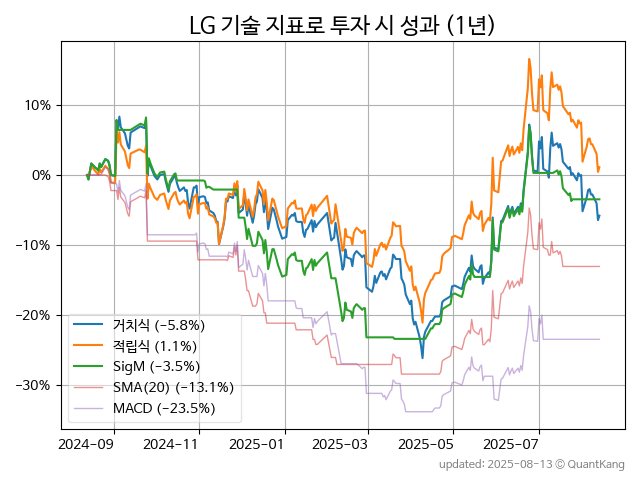 LG 기술 지표로 투자 시 성과 (1년)
10%
0%
−10%
−20%
−30%
거치식 (−5.8%)
적립식 (1.1%)
SigM (−3.5%)
SMA(20) (−13.1%)
MACD (−23.5%)
2024-09
2024-11
2025-01
2025-03
2025-05
2025-07
updated: 2025-08-13 © QuantKang